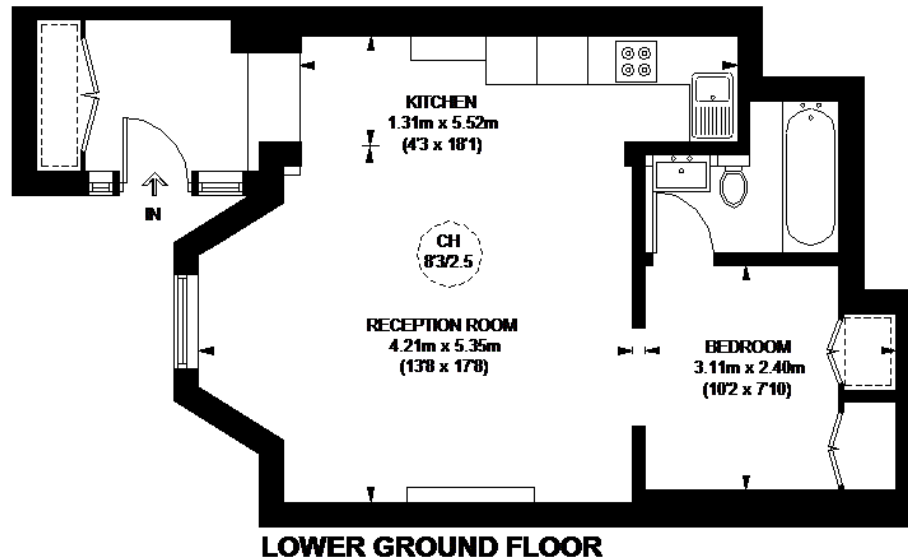 KITCHEN
1.31m x 5.52m
(4'3 x 18'1)
IN
CH
8'3/2.5
RECEPTION ROOM
4.21m x 5.35m
(13'8 x 17'8)
BEDROOM
3.11m x 2.40m
(10'2 x 7'10)
LOWER GROUND FLOOR